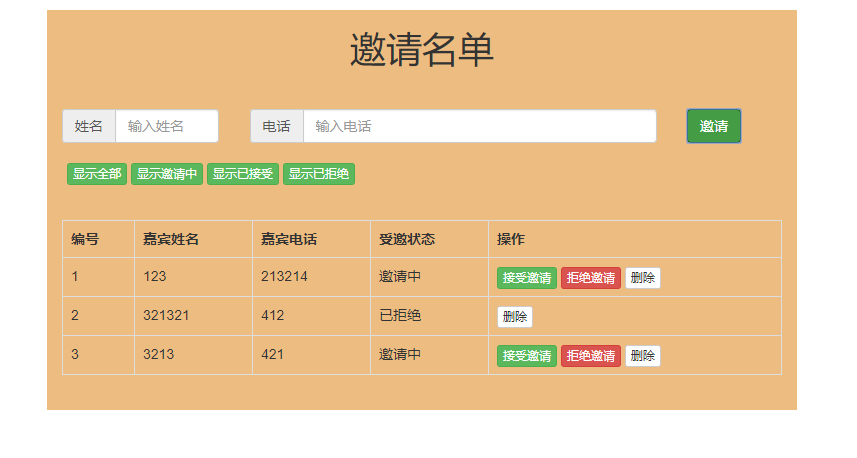 邀请名单
姓名 输入姓名 电话 输入电话 邀请
显示全部 显示邀请中 显示已接受 显示已拒绝
编号 嘉宾姓名 嘉宾电话 受邀状态 操作
1 123 213214 邀请中 接受邀请 拒绝邀请 删除
2 321321 412 已拒绝 删除
3 3213 421 邀请中 接受邀请 拒绝邀请 删除